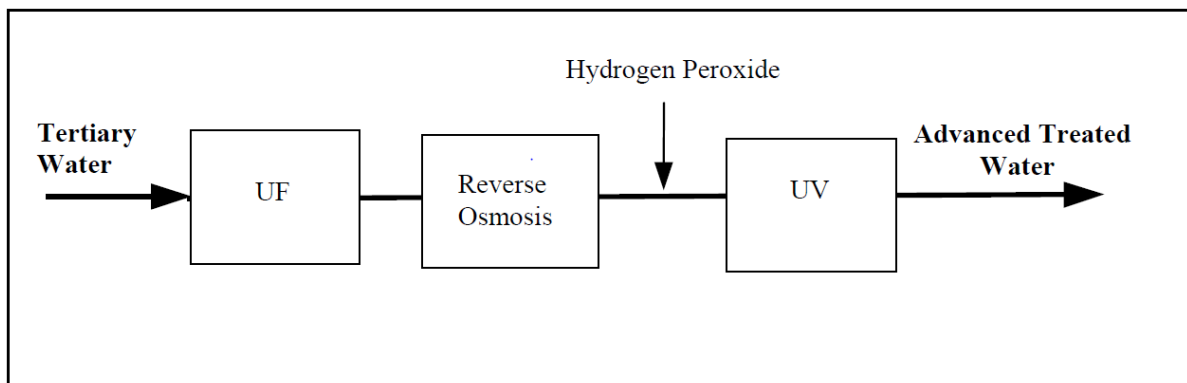 Hydrogen Peroxide
Tertiary
Water
UF
Reverse
Osmosis
UV
Advanced Treated
Water